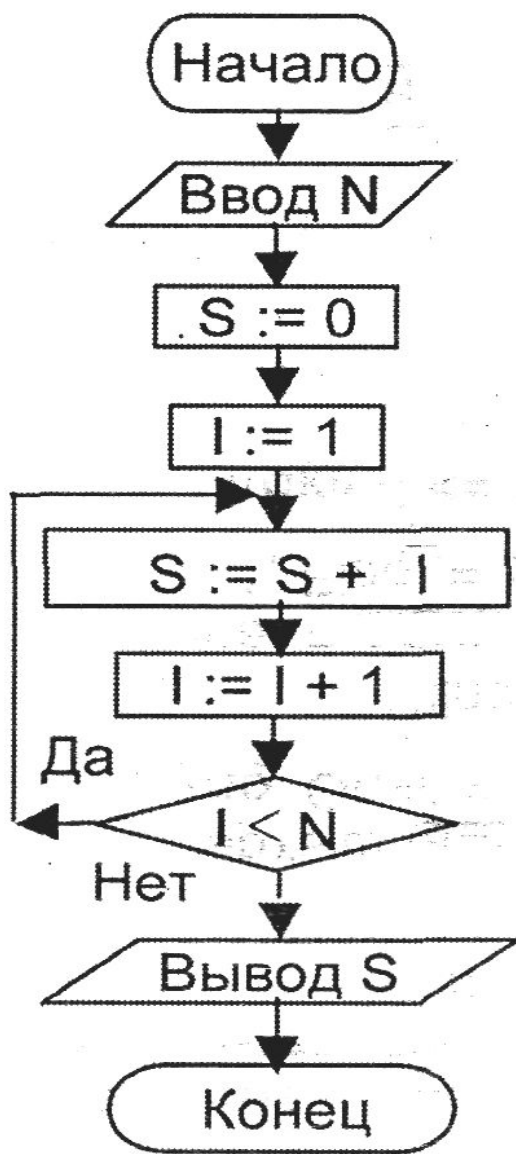 Начало
Ввод N
S := 0
I := 1
S := S + I
I := I + 1
Да
I < N
Нет
Вывод S
Конец